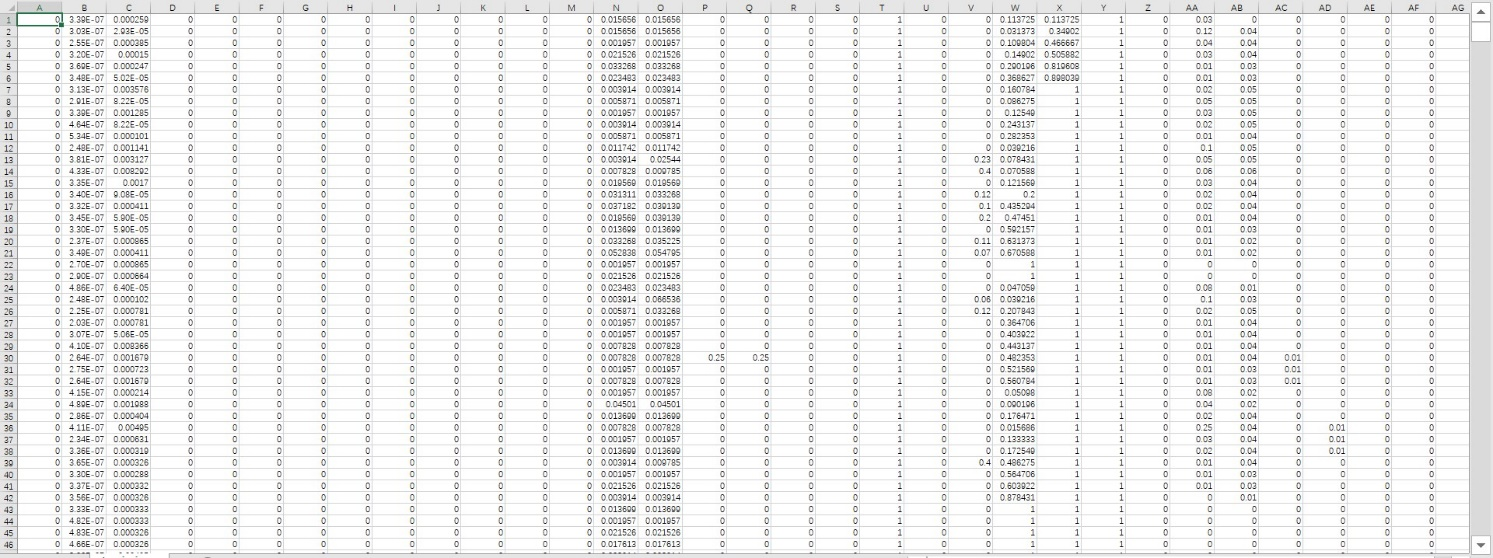 A B C D E F G H I J K L M N O P Q R S T U V W X Y Z AA AB AC AD AE AF AG
1 0 3.39E-07 0.000259 0 0 0 0 0 0 0 0 0 0 0.015656 0.015656 0 0 0 0 1 0 0 0.113725 0.113725 1 0 0.03 0 0 0 0 0
2 0 3.03E-07 2.93E-05 0 0 0 0 0 0 0 0 0 0 0.015656 0.015656 0 0 0 0 1 0 0 0.031373 0.34902 1 0 0.12 0.04 0 0 0 0
3 0 2.55E-07 0.000385 0 0 0 0 0 0 0 0 0 0 0.001957 0.001957 0 0 0 0 1 0 0 0.109804 0.466667 1 0 0.04 0.04 0 0 0 0
4 0 3.20E-07 0.00015 0 0 0 0 0 0 0 0 0 0 0.021526 0.021526 0 0 0 0 1 0 0 0.14902 0.505882 1 0 0.03 0.04 0 0 0 0
5 0 3.69E-07 0.000247 0 0 0 0 0 0 0 0 0 0 0.033268 0.033268 0 0 0 0 1 0 0 0.290196 0.819608 1 0 0.01 0.03 0 0 0 0
6 0 3.48E-07 5.02E-05 0 0 0 0 0 0 0 0 0 0 0.023483 0.023483 0 0 0 0 1 0 0 0.368627 0.898039 1 0 0.01 0.03 0 0 0 0
7 0 3.13E-07 0.003576 0 0 0 0 0 0 0 0 0 0 0.003914 0.003914 0 0 0 0 1 0 0 0.160784 1 1 0 0.02 0.05 0 0 0 0
8 0 2.91E-07 8.22E-05 0 0 0 0 0 0 0 0 0 0 0.005871 0.005871 0 0 0 0 1 0 0 0.086275 1 1 0 0.05 0.05 0 0 0 0
9 0 3.39E-07 0.001285 0 0 0 0 0 0 0 0 0 0 0.001957 0.001957 0 0 0 0 1 0 0 0.12549 1 1 0 0.03 0.05 0 0 0 0
10 0 4.64E-07 8.22E-05 0 0 0 0 0 0 0 0 0 0 0.003914 0.003914 0 0 0 0 1 0 0 0.243137 1 1 0 0.02 0.05 0 0 0 0
11 0 5.34E-07 0.000101 0 0 0 0 0 0 0 0 0 0 0.005871 0.005871 0 0 0 0 1 0 0 0.282353 1 1 0 0.01 0.04 0 0 0 0
12 0 2.48E-07 0.001141 0 0 0 0 0 0 0 0 0 0 0.011742 0.011742 0 0 0 0 1 0 0 0.039216 1 1 0 0.1 0.05 0 0 0 0
13 0 3.81E-07 0.003127 0 0 0 0 0 0 0 0 0 0 0.003914 0.02544 0 0 0 0 1 0 0.23 0.078431 1 1 0 0.05 0.05 0 0 0 0
14 0 4.33E-07 0.008292 0 0 0 0 0 0 0 0 0 0 0.007828 0.009785 0 0 0 0 1 0 0.4 0.070588 1 1 0 0.06 0.06 0 0 0 0
15 0 3.35E-07 0.0017 0 0 0 0 0 0 0 0 0 0 0.019569 0.019569 0 0 0 0 1 0 0 0.121569 1 1 0 0.03 0.04 0 0 0 0
16 0 3.40E-07 9.08E-05 0 0 0 0 0 0 0 0 0 0 0.031311 0.033268 0 0 0 0 1 0 0.12 0.2 1 1 0 0.02 0.04 0 0 0 0
17 0 3.32E-07 0.000411 0 0 0 0 0 0 0 0 0 0 0.037182 0.039139 0 0 0 0 1 0 0.1 0.435294 1 1 0 0.02 0.04 0 0 0 0
18 0 3.45E-07 5.90E-05 0 0 0 0 0 0 0 0 0 0 0.019569 0.039139 0 0 0 0 1 0 0.2 0.47451 1 1 0 0.01 0.04 0 0 0 0
19 0 3.30E-07 5.90E-05 0 0 0 0 0 0 0 0 0 0 0.013699 0.013699 0 0 0 0 1 0 0 0.592157 1 1 0 0.01 0.03 0 0 0 0
20 0 2.37E-07 0.000865 0 0 0 0 0 0 0 0 0 0 0.033268 0.035225 0 0 0 0 1 0 0.11 0.631373 1 1 0 0.01 0.02 0 0 0 0
21 0 3.49E-07 0.000411 0 0 0 0 0 0 0 0 0 0 0.052838 0.054795 0 0 0 0 1 0 0.07 0.670588 1 1 0 0.01 0.02 0 0 0 0
22 0 2.70E-07 0.000865 0 0 0 0 0 0 0 0 0 0 0.001957 0.001957 0 0 0 0 1 0 0 1 1 1 0 0 0 0 0 0 0
23 0 2.90E-07 0.000664 0 0 0 0 0 0 0 0 0 0 0.021526 0.021526 0 0 0 0 1 0 0 1 1 1 0 0 0 0 0 0 0
24 0 4.86E-07 6.40E-05 0 0 0 0 0 0 0 0 0 0 0.023483 0.023483 0 0 0 0 1 0 0 0.047059 1 1 0 0.08 0.01 0 0 0 0
25 0 2.48E-07 0.000102 0 0 0 0 0 0 0 0 0 0 0.003914 0.066536 0 0 0 0 1 0 0.06 0.039216 1 1 0 0.1 0.03 0 0 0 0
26 0 2.25E-07 0.000781 0 0 0 0 0 0 0 0 0 0 0.005871 0.033268 0 0 0 0 1 0 0.12 0.207843 1 1 0 0.02 0.05 0 0 0 0
27 0 2.03E-07 0.000781 0 0 0 0 0 0 0 0 0 0 0.001957 0.001957 0 0 0 0 1 0 0 0.364706 1 1 0 0.01 0.04 0 0 0 0
28 0 3.07E-07 5.06E-05 0 0 0 0 0 0 0 0 0 0 0.001957 0.001957 0 0 0 0 1 0 0 0.403922 1 1 0 0.01 0.04 0 0 0 0
29 0 4.10E-07 0.008366 0 0 0 0 0 0 0 0 0 0 0.007828 0.007828 0 0 0 0 1 0 0 0.443137 1 1 0 0.01 0.04 0 0 0 0
30 0 2.64E-07 0.001679 0 0 0 0 0 0 0 0 0 0 0.007828 0.007828 0.25 0.25 0 0 1 0 0 0.482353 1 1 0 0.01 0.04 0.01 0 0 0
31 0 2.75E-07 0.000723 0 0 0 0 0 0 0 0 0 0 0.001957 0.001957 0 0 0 0 1 0 0 0.521569 1 1 0 0.01 0.03 0.01 0 0 0
32 0 2.64E-07 0.001679 0 0 0 0 0 0 0 0 0 0 0.007828 0.007828 0 0 0 0 1 0 0 0.560784 1 1 0 0.01 0.03 0.01 0 0 0
33 0 4.15E-07 0.000214 0 0 0 0 0 0 0 0 0 0 0.001957 0.001957 0 0 0 0 1 0 0 0.05098 1 1 0 0.08 0.02 0 0 0 0
34 0 4.89E-07 0.001988 0 0 0 0 0 0 0 0 0 0 0.04501 0.04501 0 0 0 0 1 0 0 0.090196 1 1 0 0.04 0.02 0 0 0 0
35 0 2.86E-07 0.000404 0 0 0 0 0 0 0 0 0 0 0.013699 0.013699 0 0 0 0 1 0 0 0.176471 1 1 0 0.02 0.04 0 0 0 0
36 0 4.11E-07 0.00495 0 0 0 0 0 0 0 0 0 0 0.007828 0.007828 0 0 0 0 1 0 0 0.015686 1 1 0 0.25 0.04 0 0.01 0 0
37 0 2.34E-07 0.000631 0 0 0 0 0 0 0 0 0 0 0.001957 0.001957 0 0 0 0 1 0 0 0.133333 1 1 0 0.03 0.04 0 0.01 0 0
38 0 3.36E-07 0.000319 0 0 0 0 0 0 0 0 0 0 0.013699 0.013699 0 0 0 0 1 0 0 0.172549 1 1 0 0.02 0.04 0 0.01 0 0
39 0 3.65E-07 0.000326 0 0 0 0 0 0 0 0 0 0 0.003914 0.009785 0 0 0 0 1 0 0.4 0.486275 1 1 0 0.01 0.04 0 0 0 0
40 0 3.30E-07 0.000288 0 0 0 0 0 0 0 0 0 0 0.001957 0.001957 0 0 0 0 1 0 0 0.564706 1 1 0 0.01 0.03 0 0 0 0
41 0 3.37E-07 0.000332 0 0 0 0 0 0 0 0 0 0 0.021526 0.021526 0 0 0 0 1 0 0 0.603922 1 1 0 0.01 0.03 0 0 0 0
42 0 3.56E-07 0.000326 0 0 0 0 0 0 0 0 0 0 0.003914 0.003914 0 0 0 0 1 0 0 0.878431 1 1 0 0 0.01 0 0 0 0
43 0 3.33E-07 0.000333 0 0 0 0 0 0 0 0 0 0 0.013699 0.013699 0 0 0 0 1 0 0 1 1 1 0 0 0 0 0 0 0
44 0 4.82E-07 0.000333 0 0 0 0 0 0 0 0 0 0 0.001957 0.001957 0 0 0 0 1 0 0 1 1 1 0 0 0 0 0 0 0
45 0 4.83E-07 0.000326 0 0 0 0 0 0 0 0 0 0 0.021526 0.021526 0 0 0 0 1 0 0 1 1 1 0 0 0 0 0 0 0
46 0 4.66E-07 0.000326 0 0 0 0 0 0 0 0 0 0 0.017613 0.017613 0 0 0 0 1 0 0 1 1 1 0 0 0 0 0 0 0